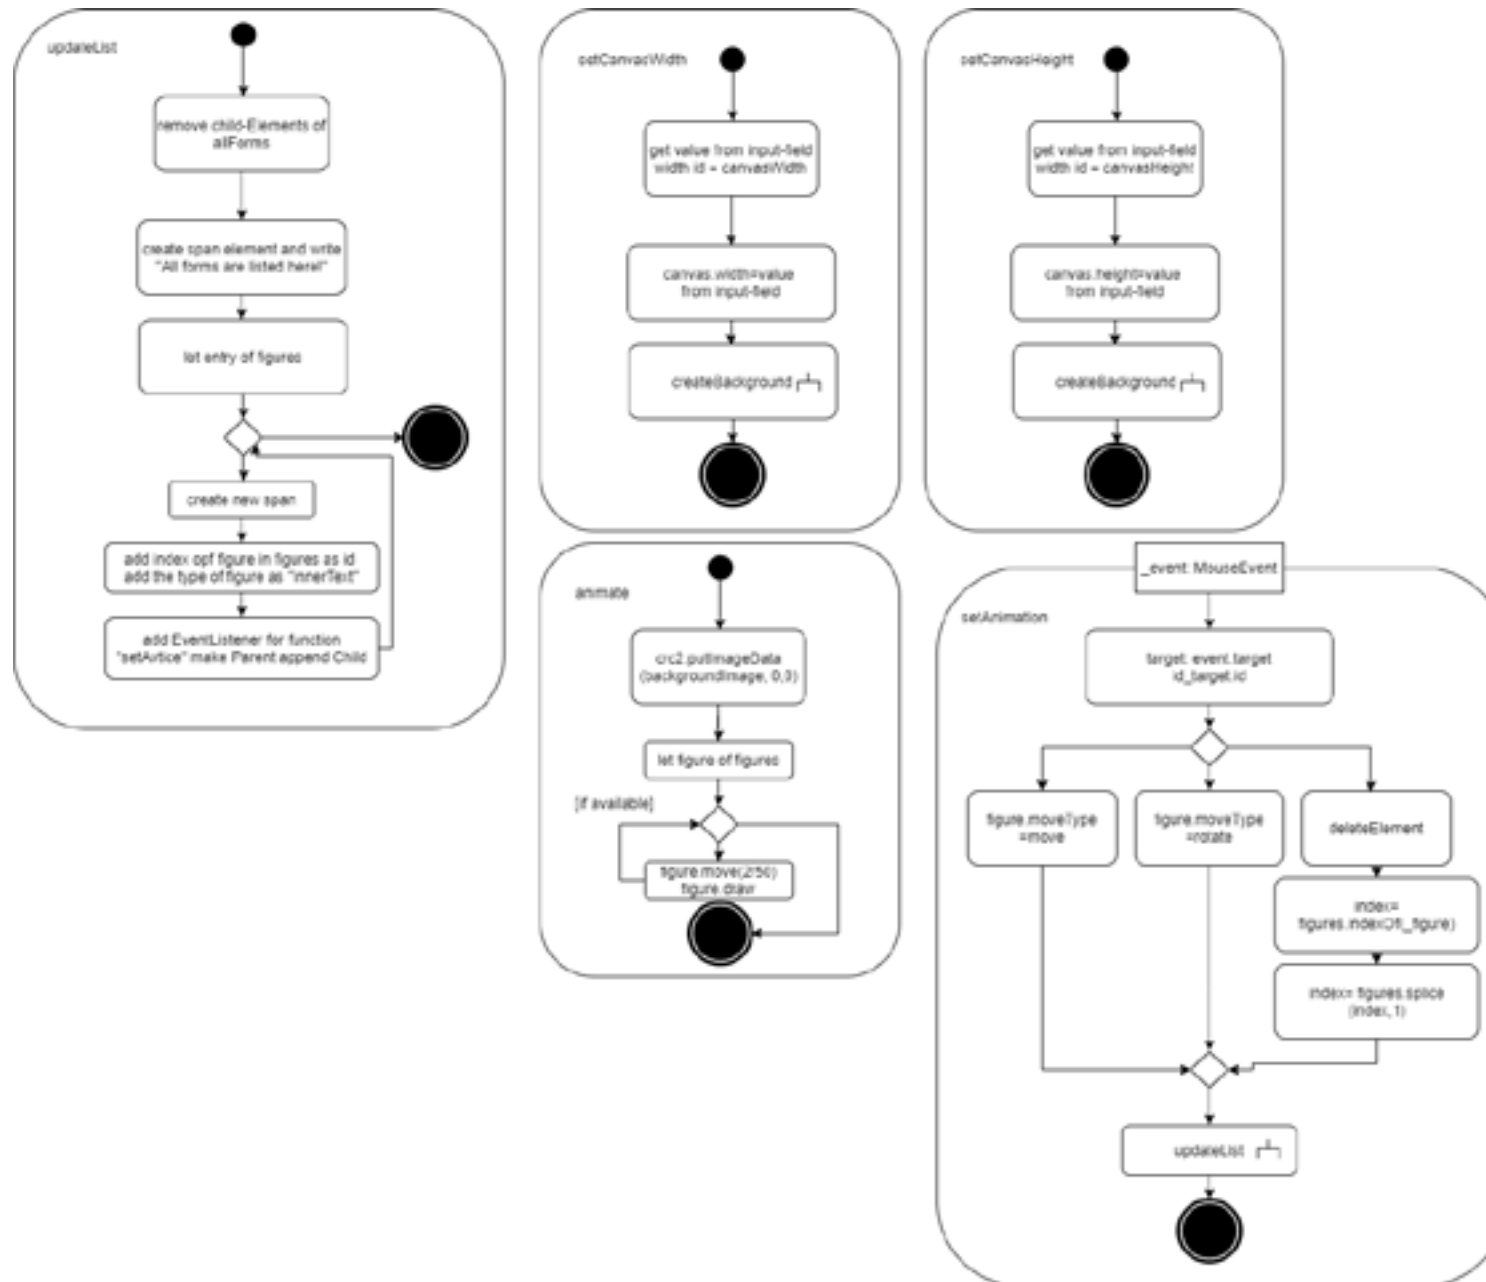 updateList
remove child-Elements of
allForms
create span element and write
"All forms are listed here!"
let entry of figures
create new span
add index opf figure in figures as id
add the type of figure as "innerText"
add EventListener for function
"setAvtice" make Parent append Child
setCanvasWidth
get value from input-field
width id = canvasWidth
canvas.width=value
from input-field
createBackground
setCanvasHeight
get value from input-field
width id = canvasHeight
canvas.height=value
from input-field
createBackground
animate
crc2.putImageData
(backgroundImage, 0,0)
let figure of figures
[if available]
figure.move(2/50)
figure.draw
_event: MouseEvent
setAnimation
target: event.target
id_target.id
figure.moveType
=move
figure.moveType
=rotate
deleteElement
index=
figures.indexOf(_figure)
index= figures.splice
(index, 1)
updateList